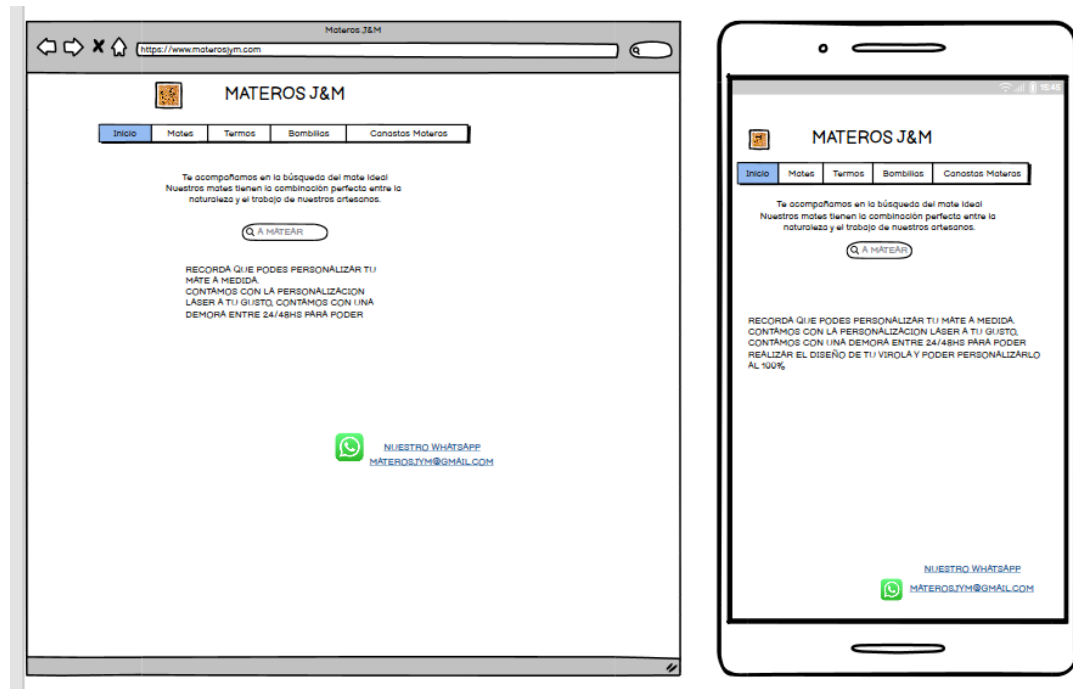 Materos J&M
https://www.materosjym.com
MATEROS J&M
Inicio Mates Termos Bombillas Canastas Materas
Te acompañamos en la búsqueda del mate ideal
Nuestros mates tienen la combinación perfecta entre la
naturaleza y el trabajo de nuestros artesanos.
A MATEAR
RECORDA QUE PODES PERSONALIZAR TU
MATE A MEDIDA.
CONTAMOS CON LA PERSONALIZACION
LASER A TU GUSTO, CONTAMOS CON UNA
DEMORA ENTRE 24/48HS PARA PODER
NUESTRO WHATSAPP
MATEROSJYM@GMAIL.COM
15:45
MATEROS J&M
Inicio Mates Termos Bombillas Canastas Materas
Te acompañamos en la búsqueda del mate ideal
Nuestros mates tienen la combinación perfecta entre la
naturaleza y el trabajo de nuestros artesanos.
A MATEAR
RECORDA QUE PODES PERSONALIZAR TU MATE A MEDIDA.
CONTAMOS CON LA PERSONALIZACION LASER A TU GUSTO,
CONTAMOS CON UNA DEMORA ENTRE 24/48HS PARA PODER
REALIZAR EL DISEÑO DE TU VIROLA Y PODER PERSONALIZARLO
AL 100%
NUESTRO WHATSAPP
MATEROSJYM@GMAIL.COM